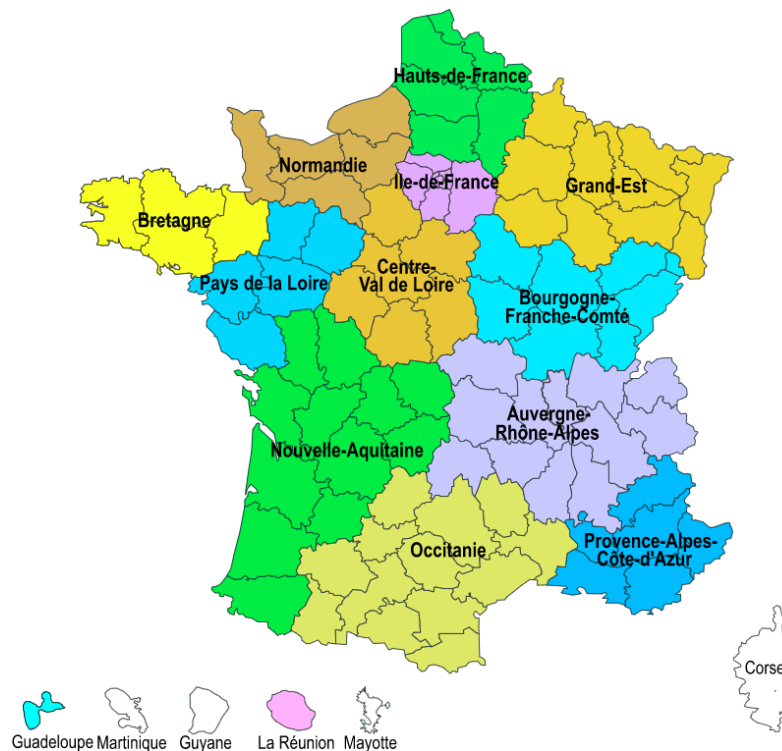 Hauts-de-France
Normandie
Ile-de-France
Grand-Est
Bretagne
Centre-
Val de Loire
Pays de la Loire
Bourgogne-
Franche-Comté
Auvergne-
Rhône-Alpes
Nouvelle-Aquitaine
Occitanie
Provence-Alpes-
Côte-d'Azur
Corse
Guadeloupe
Martinique
Guyane
La Réunion
Mayotte